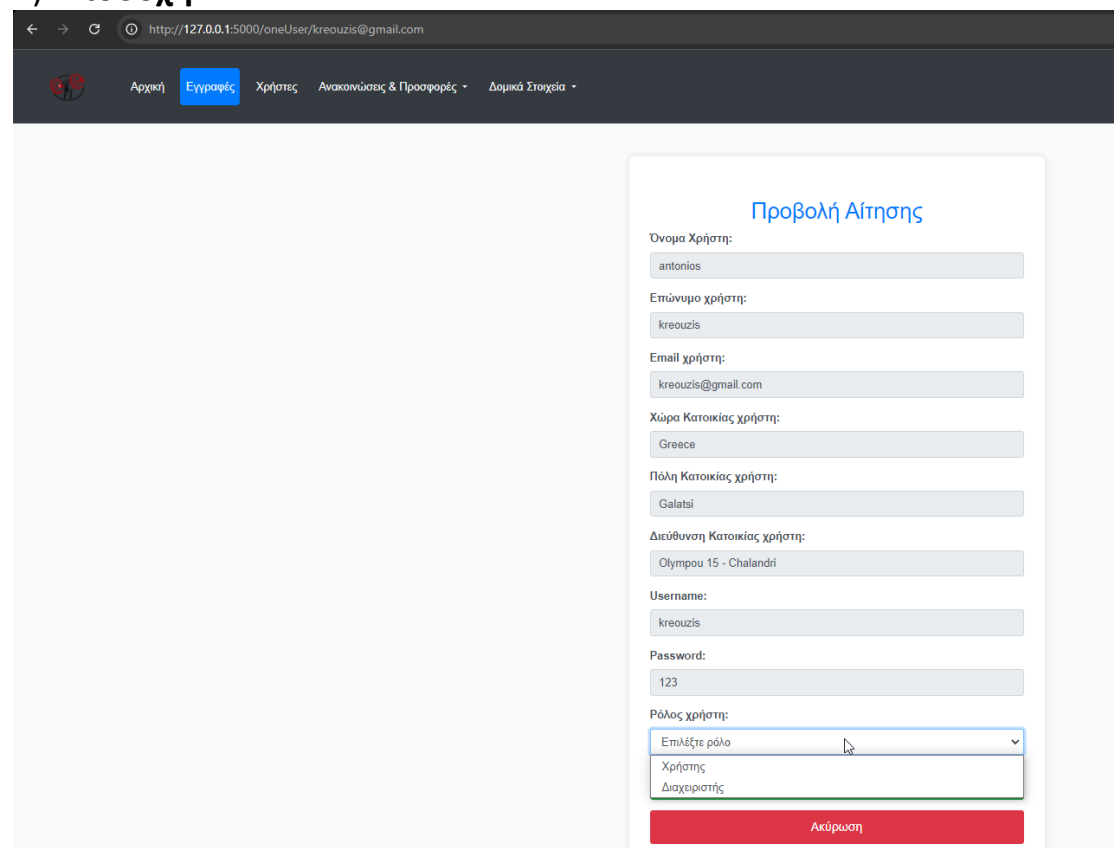 http://127.0.0.1:5000/oneUser/kreouzis@gmail.com
Αρχική Εγγραφές Χρήστες Ανακοινώσεις & Προσφορές Δομικά Στοιχεία
Προβολή Αίτησης
Όνομα Χρήστη:
antonios
Επώνυμο χρήστη:
kreouzis
Email χρήστη:
kreouzis@gmail.com
Χώρα Κατοικίας χρήστη:
Greece
Πόλη Κατοικίας χρήστη:
Galatsi
Διεύθυνση Κατοικίας χρήστη:
Olympou 15 - Chalandri
Username:
kreouzis
Password:
123
Ρόλος χρήστη:
Επιλέξτε ρόλο
Χρήστης
Διαχειριστής
Ακύρωση